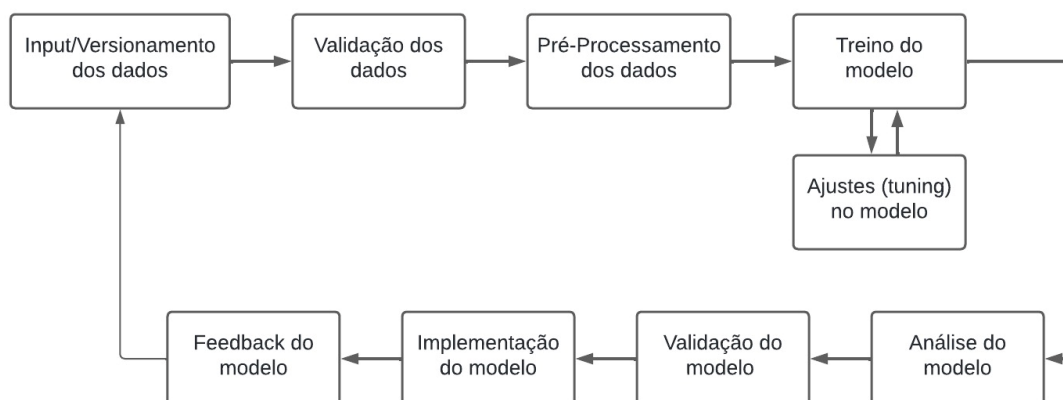 Input/Versionamento
dos dados
Validação dos
dados
Pré-Processamento
dos dados
Treino do
modelo
Ajustes (tuning)
no modelo
Feedback do
modelo
Implementação
do modelo
Validação do
modelo
Análise do
modelo